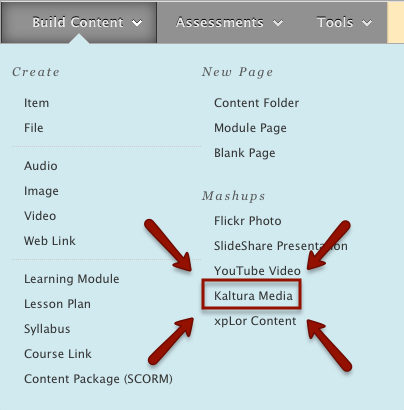 Build Content
Assessments
Tools
Create
Item
File
Audio
Image
Video
Web Link
Learning Module
Lesson Plan
Syllabus
Course Link
Content Package (SCORM)
New Page
Content Folder
Module Page
Blank Page
Mashups
Flickr Photo
SlideShare Presentation
YouTube Video
Kaltura Media
xpLor Content